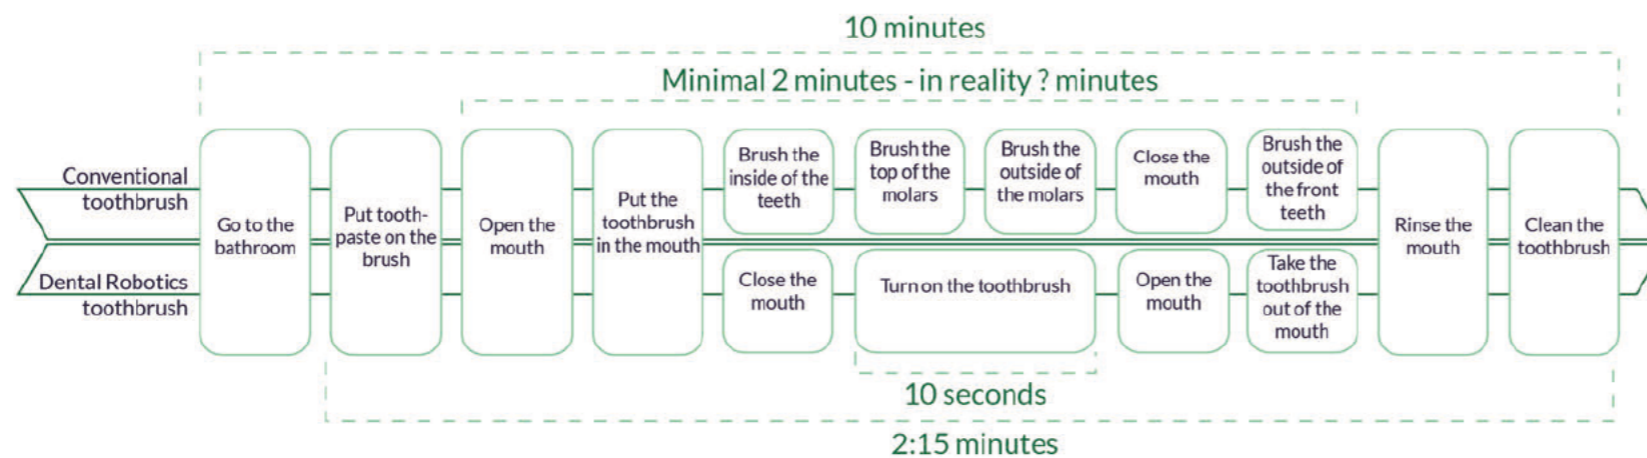 10 minutes
Minimal 2 minutes - in reality ? minutes
Conventional
toothbrush
Dental Robotics
toothbrush
Go to the
bathroom
Put tooth-
paste on the
brush
Open the
mouth
Put the
toothbrush
in the mouth
Brush the
inside of the
teeth
Brush the
top of the
molars
Brush the
outside of
the molars
Close the
mouth
Brush the
outside of
the front
teeth
Close the
mouth
Turn on the toothbrush
Open the
mouth
Take the
toothbrush
out of the
mouth
Rinse the
mouth
Clean the
toothbrush
10 seconds
2:15 minutes